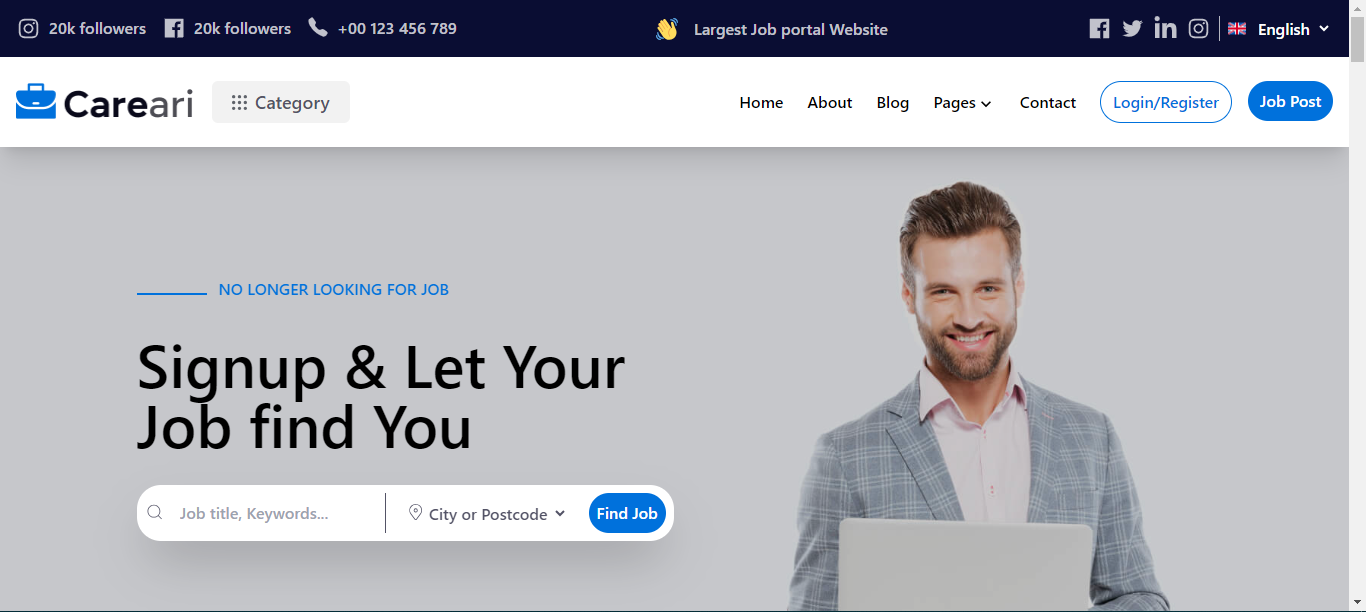 20k followers 20k followers +00 123 456 789 Largest Job portal Website English
Careari Category Home About Blog Pages Contact Login/Register Job Post
NO LONGER LOOKING FOR JOB
Signup & Let Your
Job find You
Job title, Keywords... City or Postcode Find Job